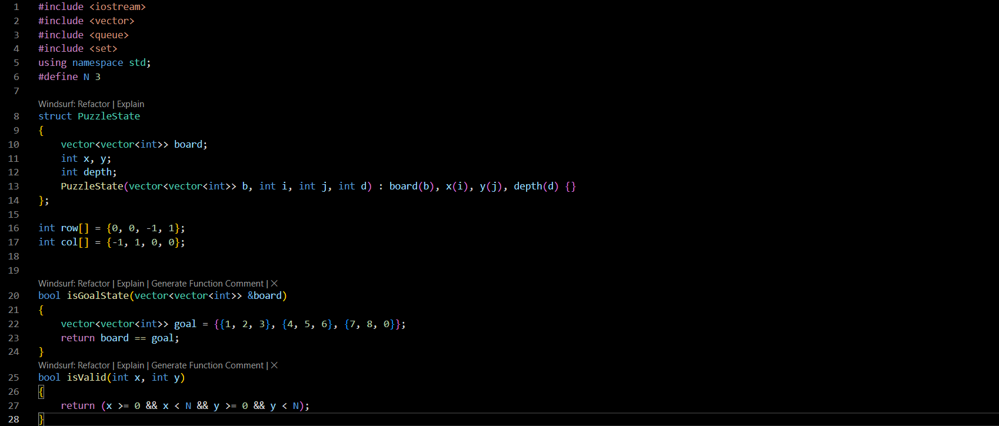 1 #include <iostream>
2 #include <vector>
3 #include <queue>
4 #include <set>
5 using namespace std;
6 #define N 3
7
Windsurf: Refactor | Explain
8 struct PuzzleState
9 {
10     vector<vector<int>> board;
11     int x, y;
12     int depth;
13     PuzzleState(vector<vector<int>> b, int i, int j, int d) : board(b), x(i), y(j), depth(d) {}
14 };
15
16 int row[] = {0, 0, -1, 1};
17 int col[] = {-1, 1, 0, 0};
18
19
Windsurf: Refactor | Explain | Generate Function Comment | ×
20 bool isGoalState(vector<vector<int>> &board)
21 {
22     vector<vector<int>> goal = {{1, 2, 3}, {4, 5, 6}, {7, 8, 0}};
23     return board == goal;
24 }
Windsurf: Refactor | Explain | Generate Function Comment | ×
25 bool isValid(int x, int y)
26 {
27     return (x >= 0 && x < N && y >= 0 && y < N);
28 }